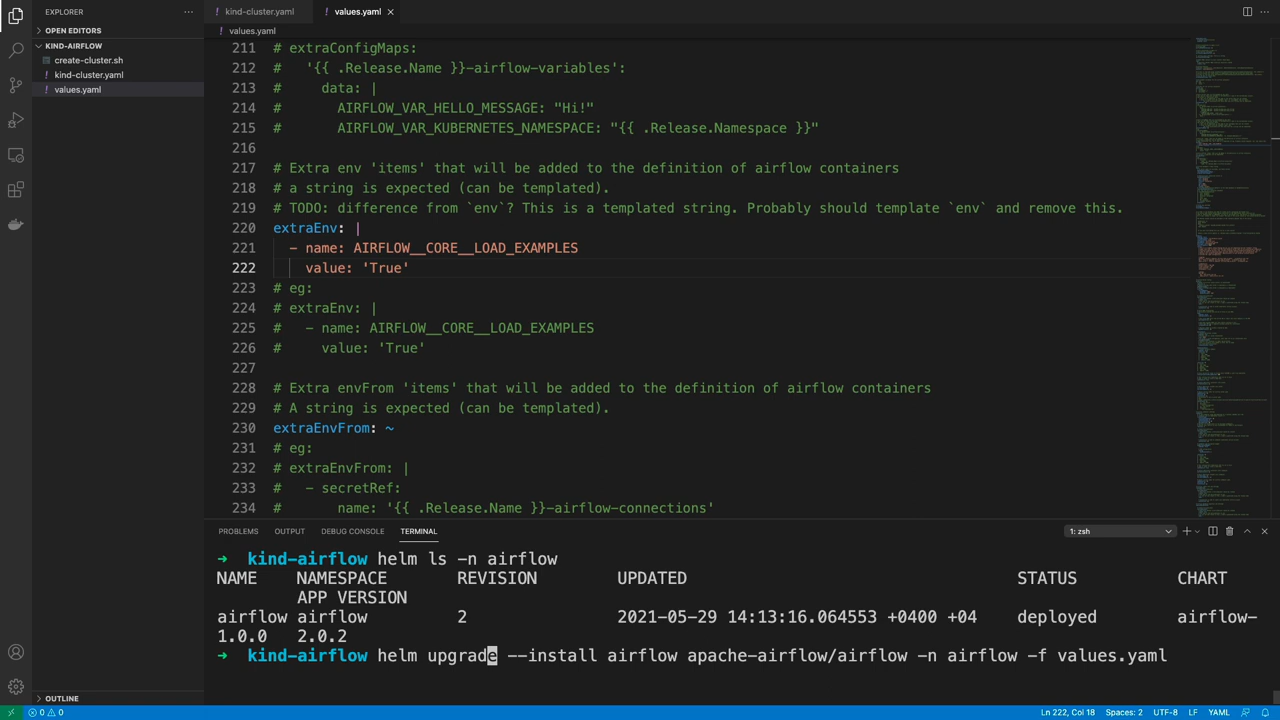 EXPLORER
OPEN EDITORS
KIND-AIRFLOW
create-cluster.sh
! kind-cluster.yaml
! values.yaml
OUTLINE
! kind-cluster.yaml
! values.yaml
! values.yaml
211 # extraConfigMaps:
212 #   '{{ .Release.Name }}-airflow-variables':
213 #     data: |
214 #       AIRFLOW_VAR_HELLO_MESSAGE: "Hi!"
215 #       AIRFLOW_VAR_KUBERNETES_NAMESPACE: "{{ .Release.Namespace }}"
216
217 # Extra env 'items' that will be added to the definition of airflow containers
218 # a string is expected (can be templated).
219 # TODO: difference from `env`? This is a templated string. Probably should template `env` and remove this.
220 extraEnv: |
221   - name: AIRFLOW__CORE__LOAD_EXAMPLES
222     value: 'True'
223 # eg:
224 # extraEnv: |
225 #   - name: AIRFLOW__CORE__LOAD_EXAMPLES
226 #     value: 'True'
227
228 # Extra envFrom 'items' that will be added to the definition of airflow containers
229 # A string is expected (can be templated).
230 extraEnvFrom: ~
231 # eg:
232 # extraEnvFrom: |
233 #   - secretRef:
234 #       name: '{{ .Release.Name }}-airflow-connections'
PROBLEMS OUTPUT DEBUG CONSOLE TERMINAL
1: zsh
➜ kind-airflow helm ls -n airflow
NAME NAMESPACE REVISION UPDATED STATUS CHART
APP VERSION
airflow airflow 2 2021-05-29 14:13:16.064553 +0400 +04 deployed airflow-
1.0.0 2.0.2
➜ kind-airflow helm upgrade --install airflow apache-airflow/airflow -n airflow -f values.yaml
0 0 Ln 222, Col 18 Spaces: 2 UTF-8 LF YAML